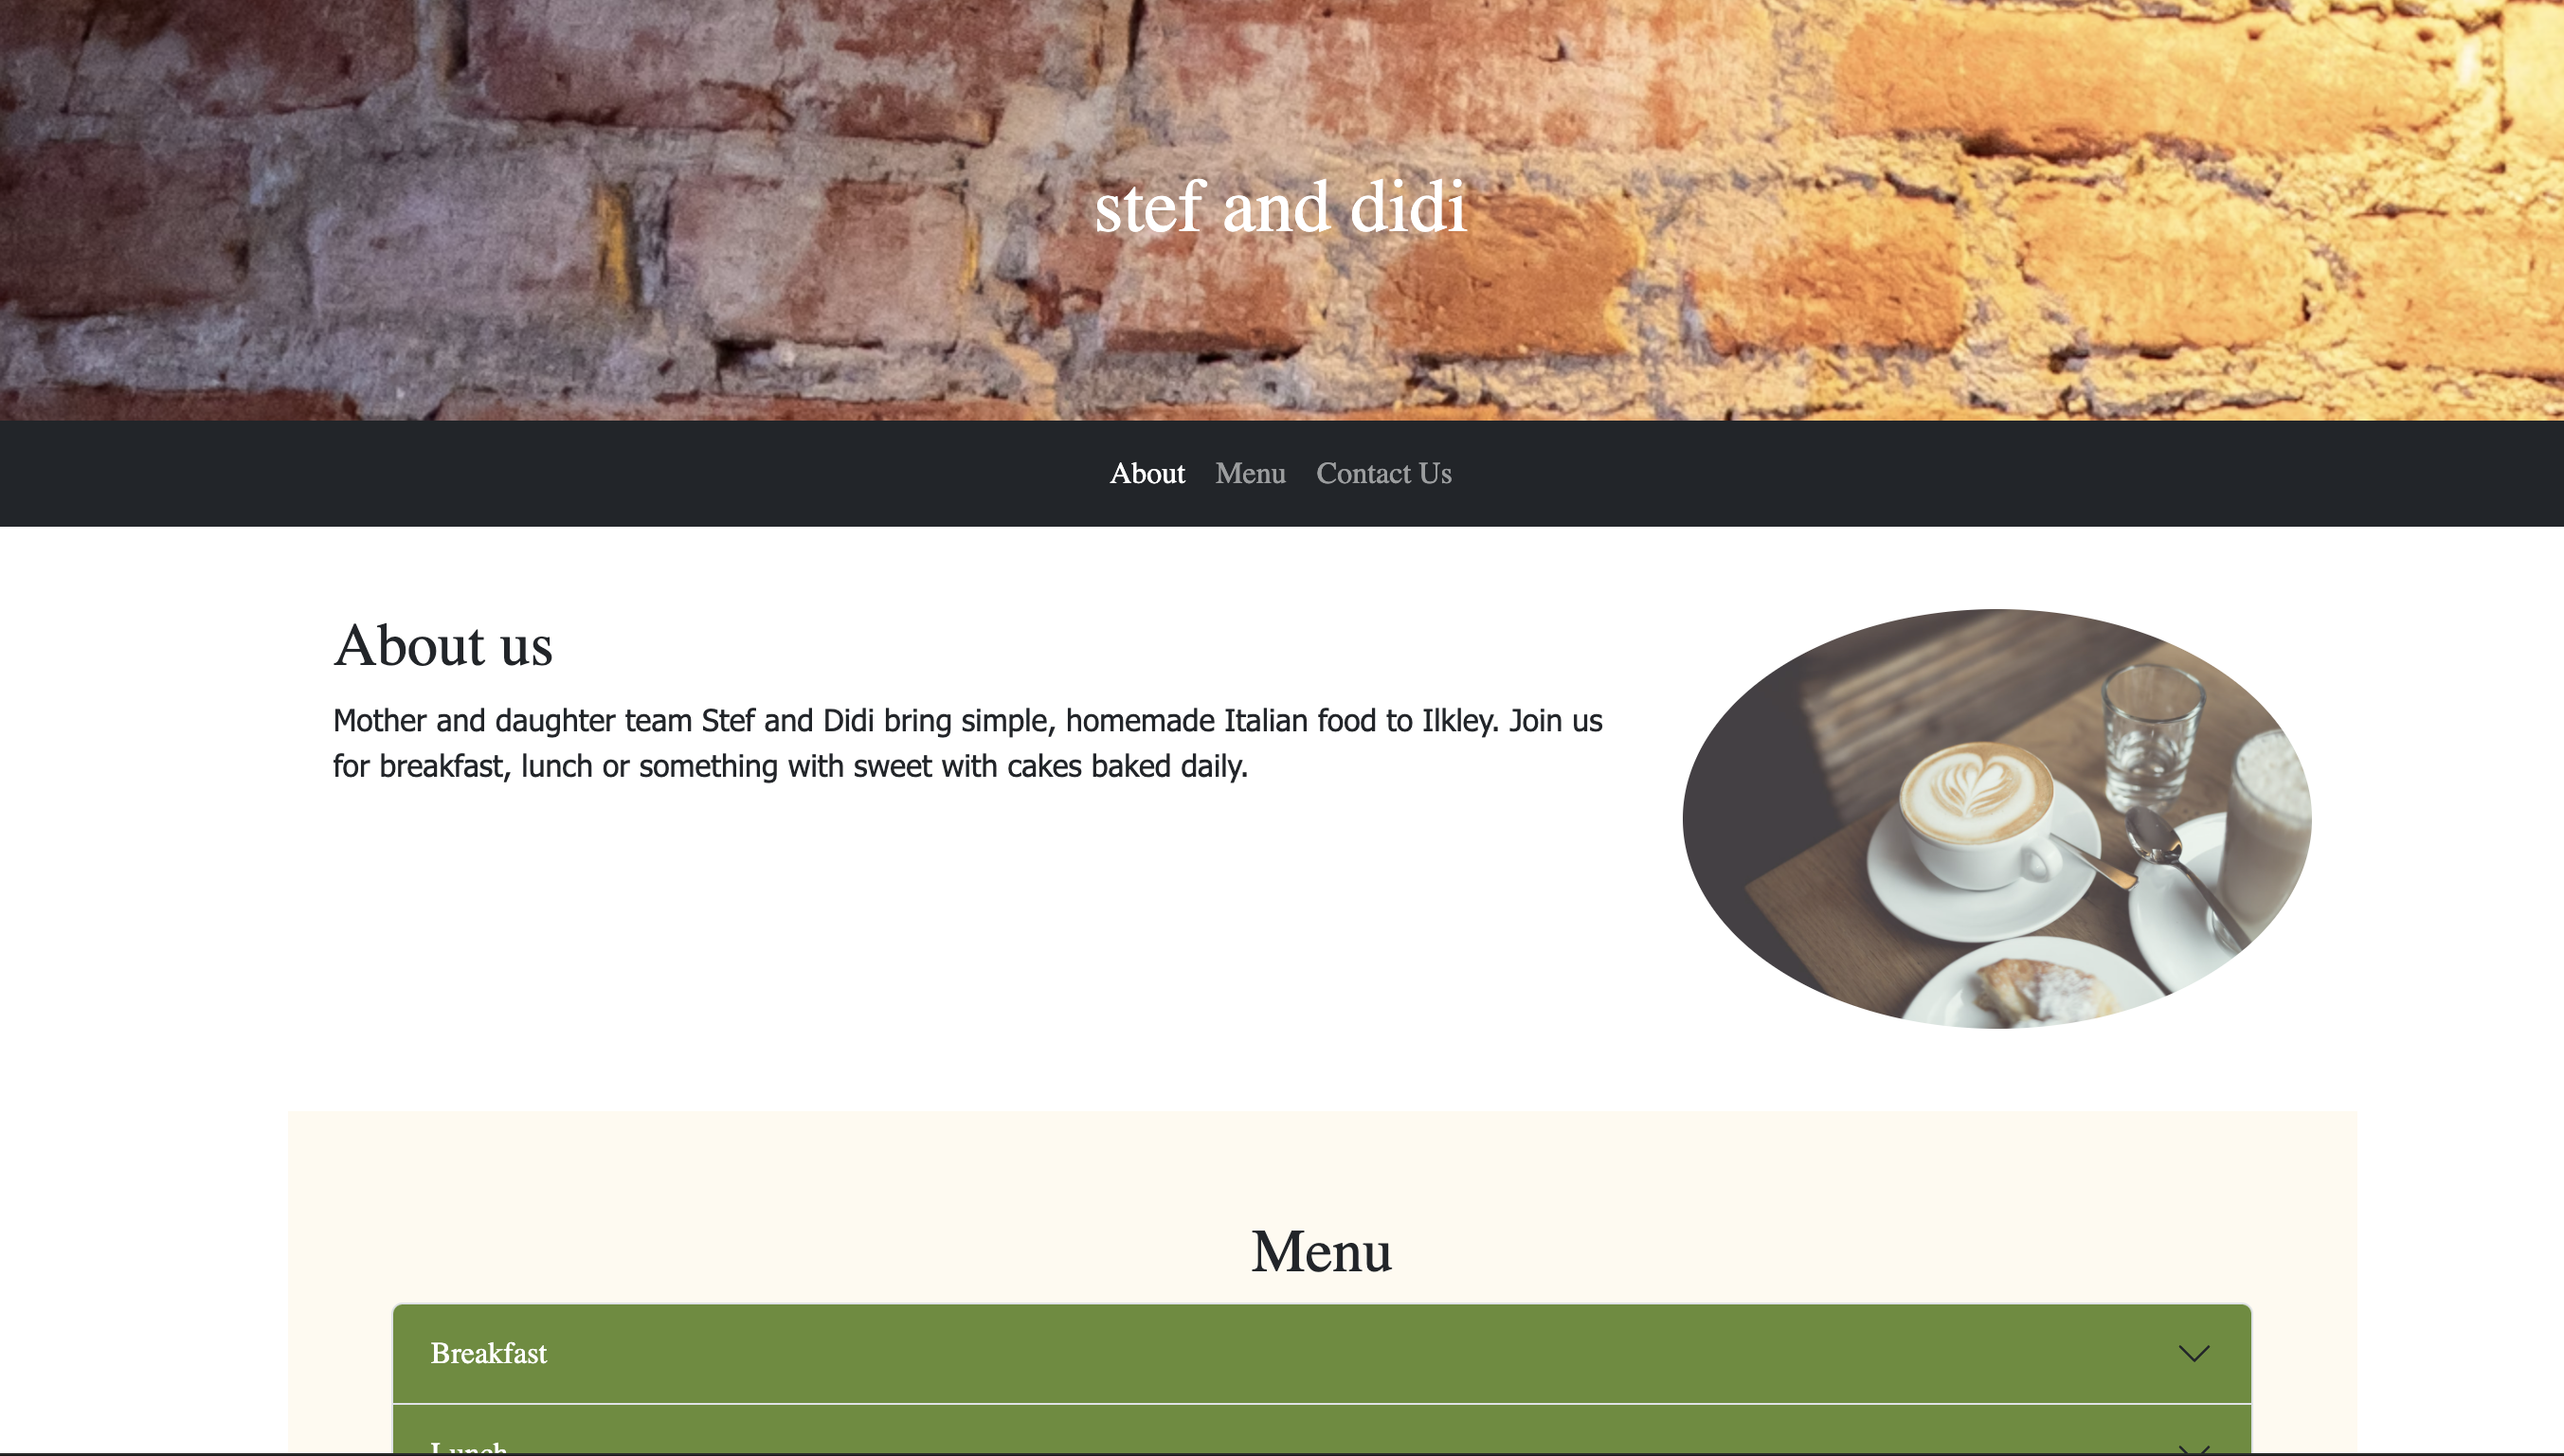 stef and didi
About Menu Contact Us
About us
Mother and daughter team Stef and Didi bring simple, homemade Italian food to Ilkley. Join us
for breakfast, lunch or something with sweet with cakes baked daily.
Menu
Breakfast
Lunch